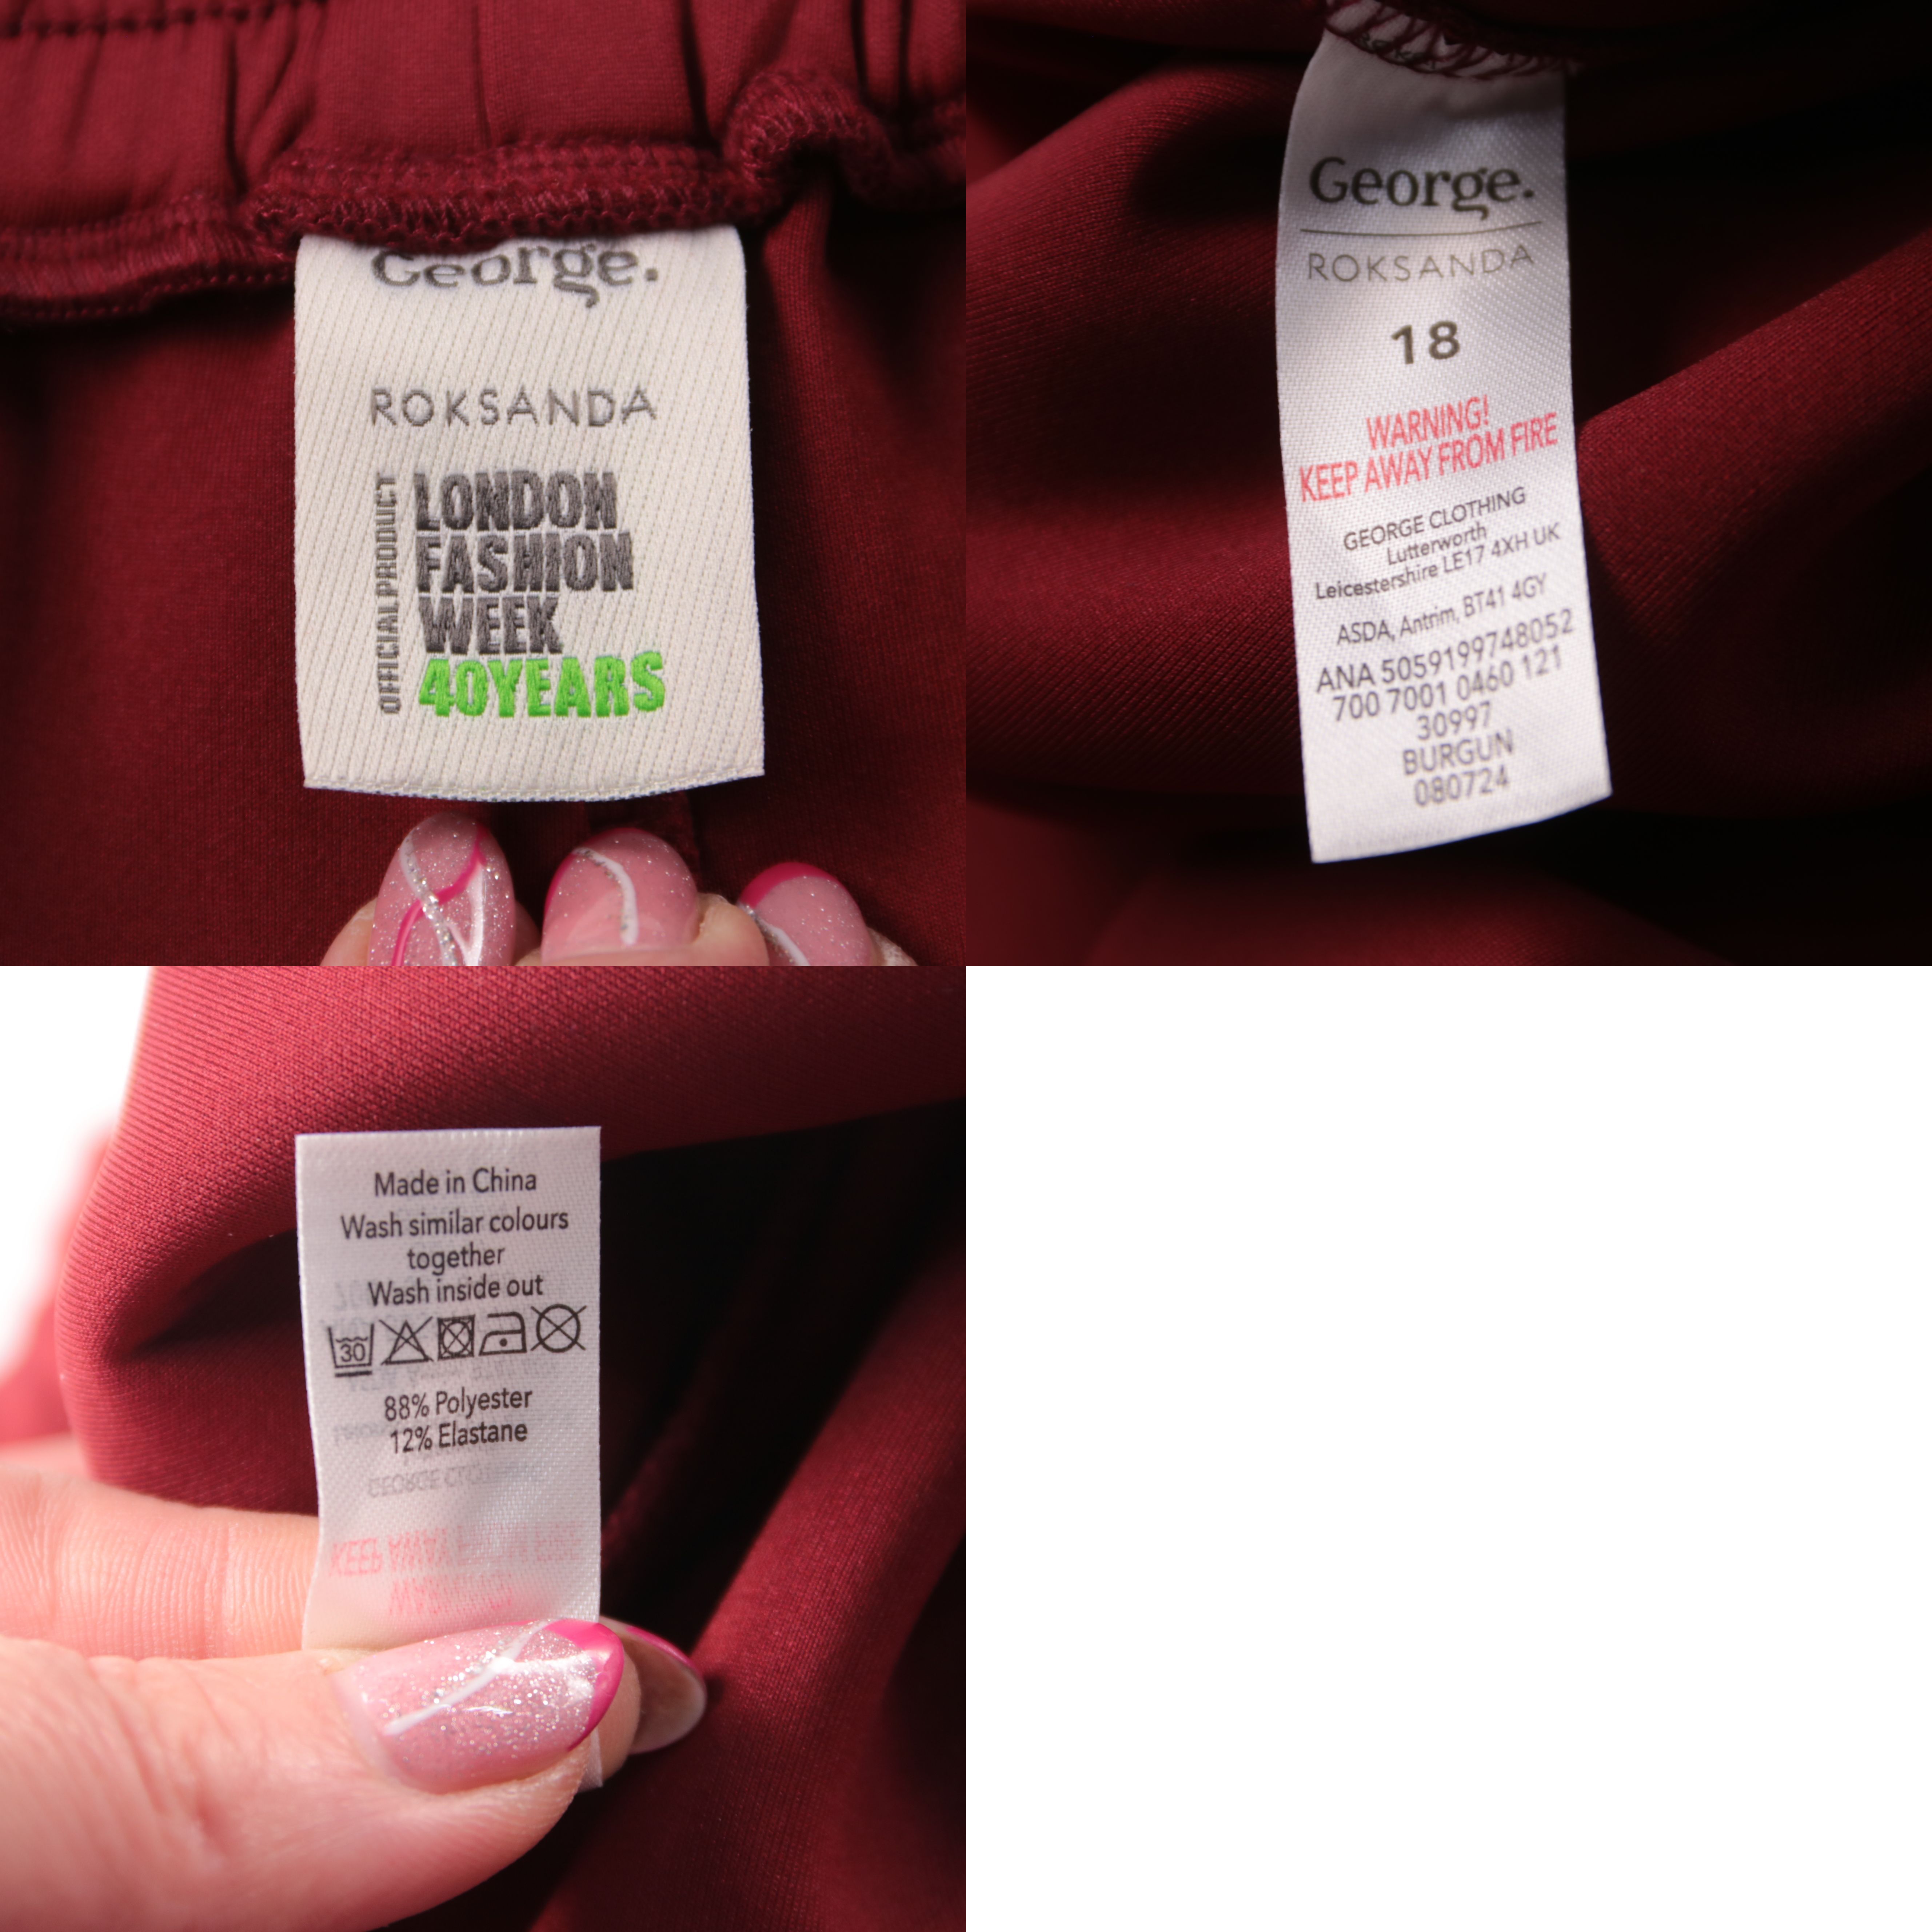 George.
ROKSANDA
OFFICIAL PRODUCT
LONDON
FASHION
WEEK
40YEARS
George.
ROKSANDA
18
WARNING!
KEEP AWAY FROM FIRE
GEORGE CLOTHING
Lutterworth
Leicestershire LE17 4XH UK
ASDA, Antrim, BT41 4GY
ANA 5059199748052
700 7001 0460 121
30997
BURGUN
080724
Made in China
Wash similar colours
together
Wash inside out
30
88% Polyester
12% Elastane